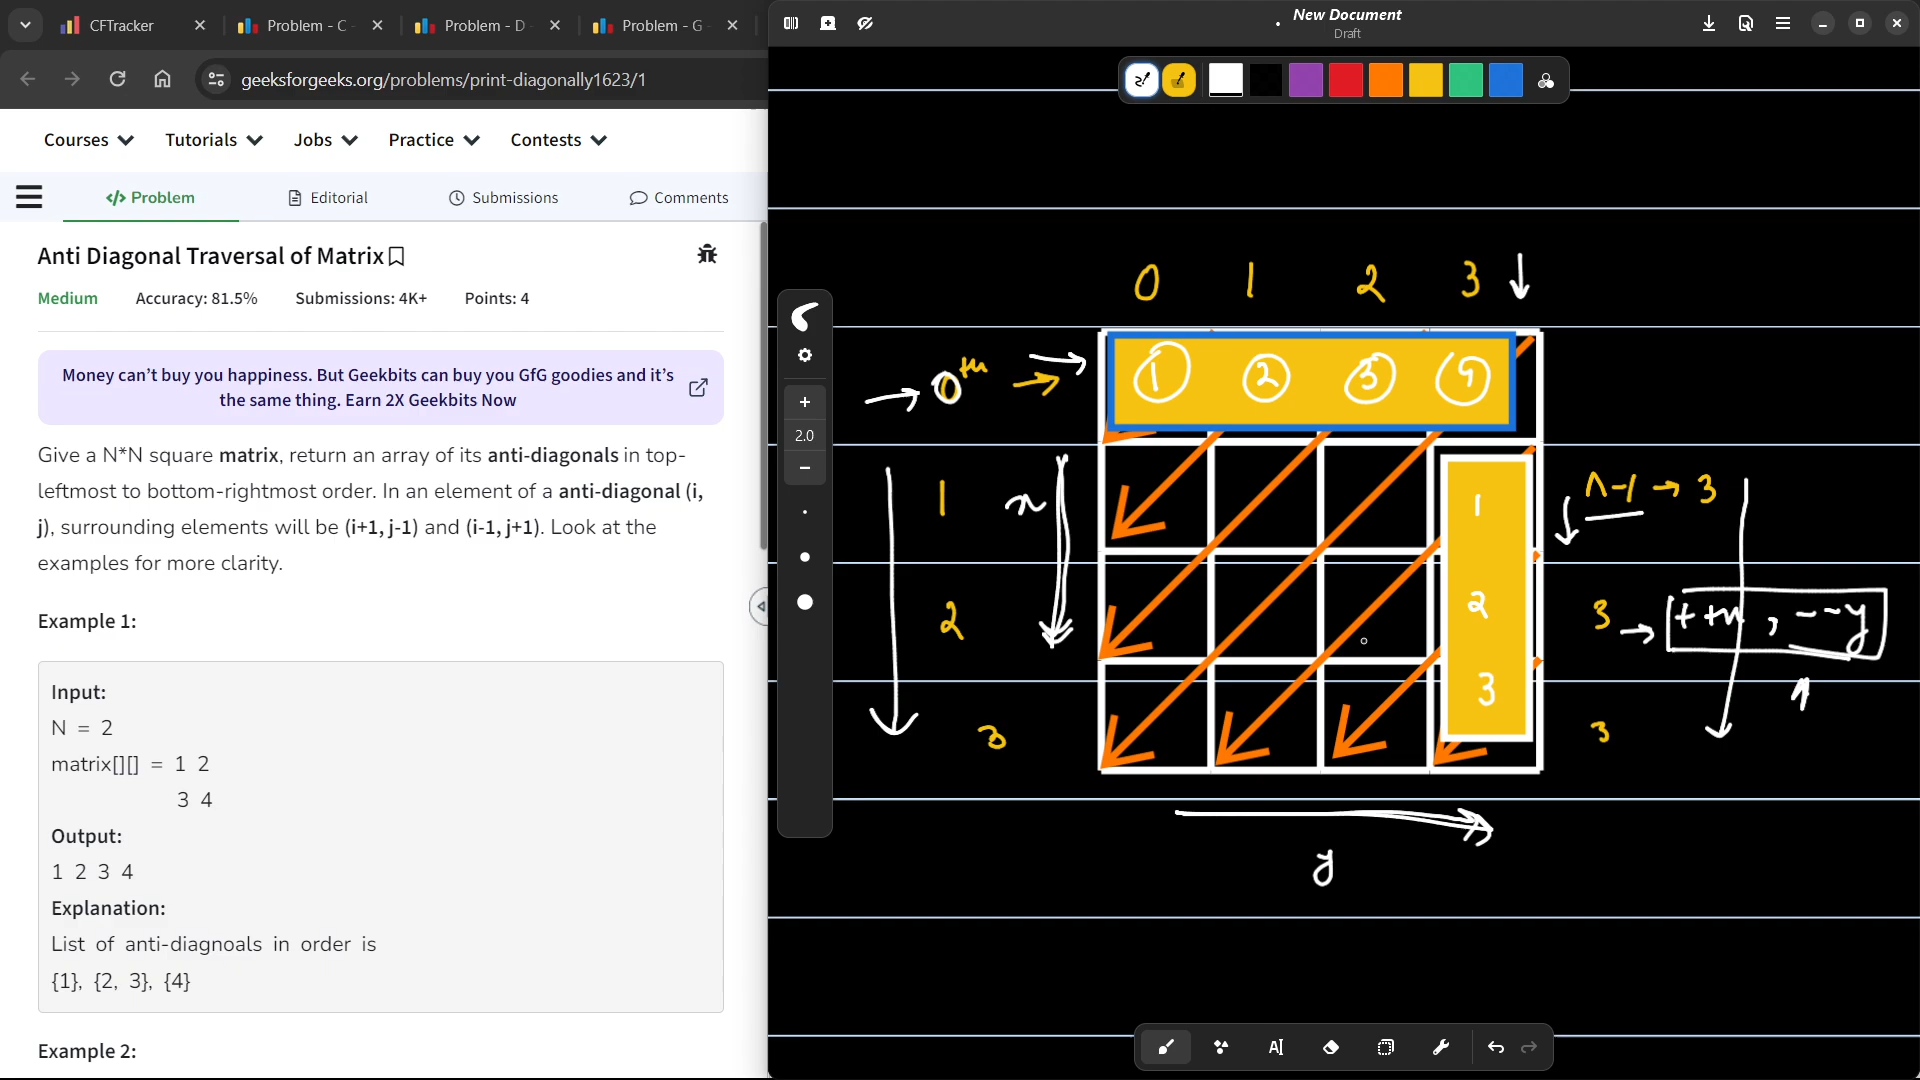 CFTracker
Problem - C
Problem - D
Problem - G
geeksforgeeks.org/problems/print-diagonally1623/1
Courses Tutorials Jobs Practice Contests
</> Problem
Editorial
Submissions
Comments
Anti Diagonal Traversal of Matrix
Medium Accuracy: 81.5% Submissions: 4K+ Points: 4
Money can’t buy you happiness. But Geekbits can buy you GfG goodies and it’s
the same thing. Earn 2X Geekbits Now
Give a N*N square matrix, return an array of its anti-diagonals in top-
leftmost to bottom-rightmost order. In an element of a anti-diagonal (i,
j), surrounding elements will be (i+1, j-1) and (i-1, j+1). Look at the
examples for more clarity.
Example 1:
Input:
N = 2
matrix[][] = 1 2
3 4
Output:
1 2 3 4
Explanation:
List of anti-diagnoals in order is
{1}, {2, 3}, {4}
Example 2:
New Document
Draft
+
2.0
−
0 1 2 3
0th
1 2 3 4
1
x
1
n-1 → 3
2
2
3
++x, --y
3
3
3
y